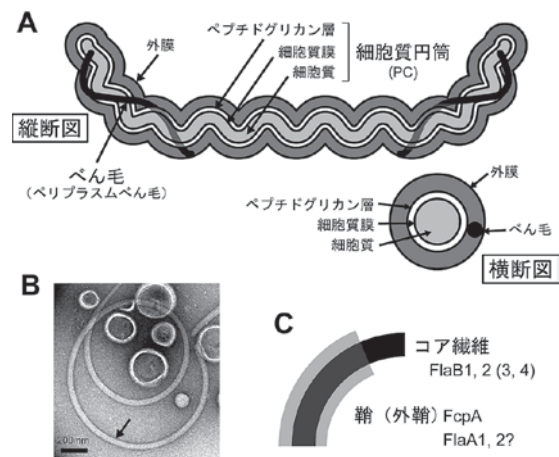 A
ペプチドグリカン層
細胞質膜
細胞質
細胞質円筒
(PC)
外膜
縦断図
べん毛
(ペリプラスムべん毛)
外膜
ペプチドグリカン層
細胞質膜
細胞質
べん毛
横断図
B
200 nm
C
コア繊維
FlaB1, 2 (3, 4)
鞘(外鞘)FcpA
FlaA1, 2?